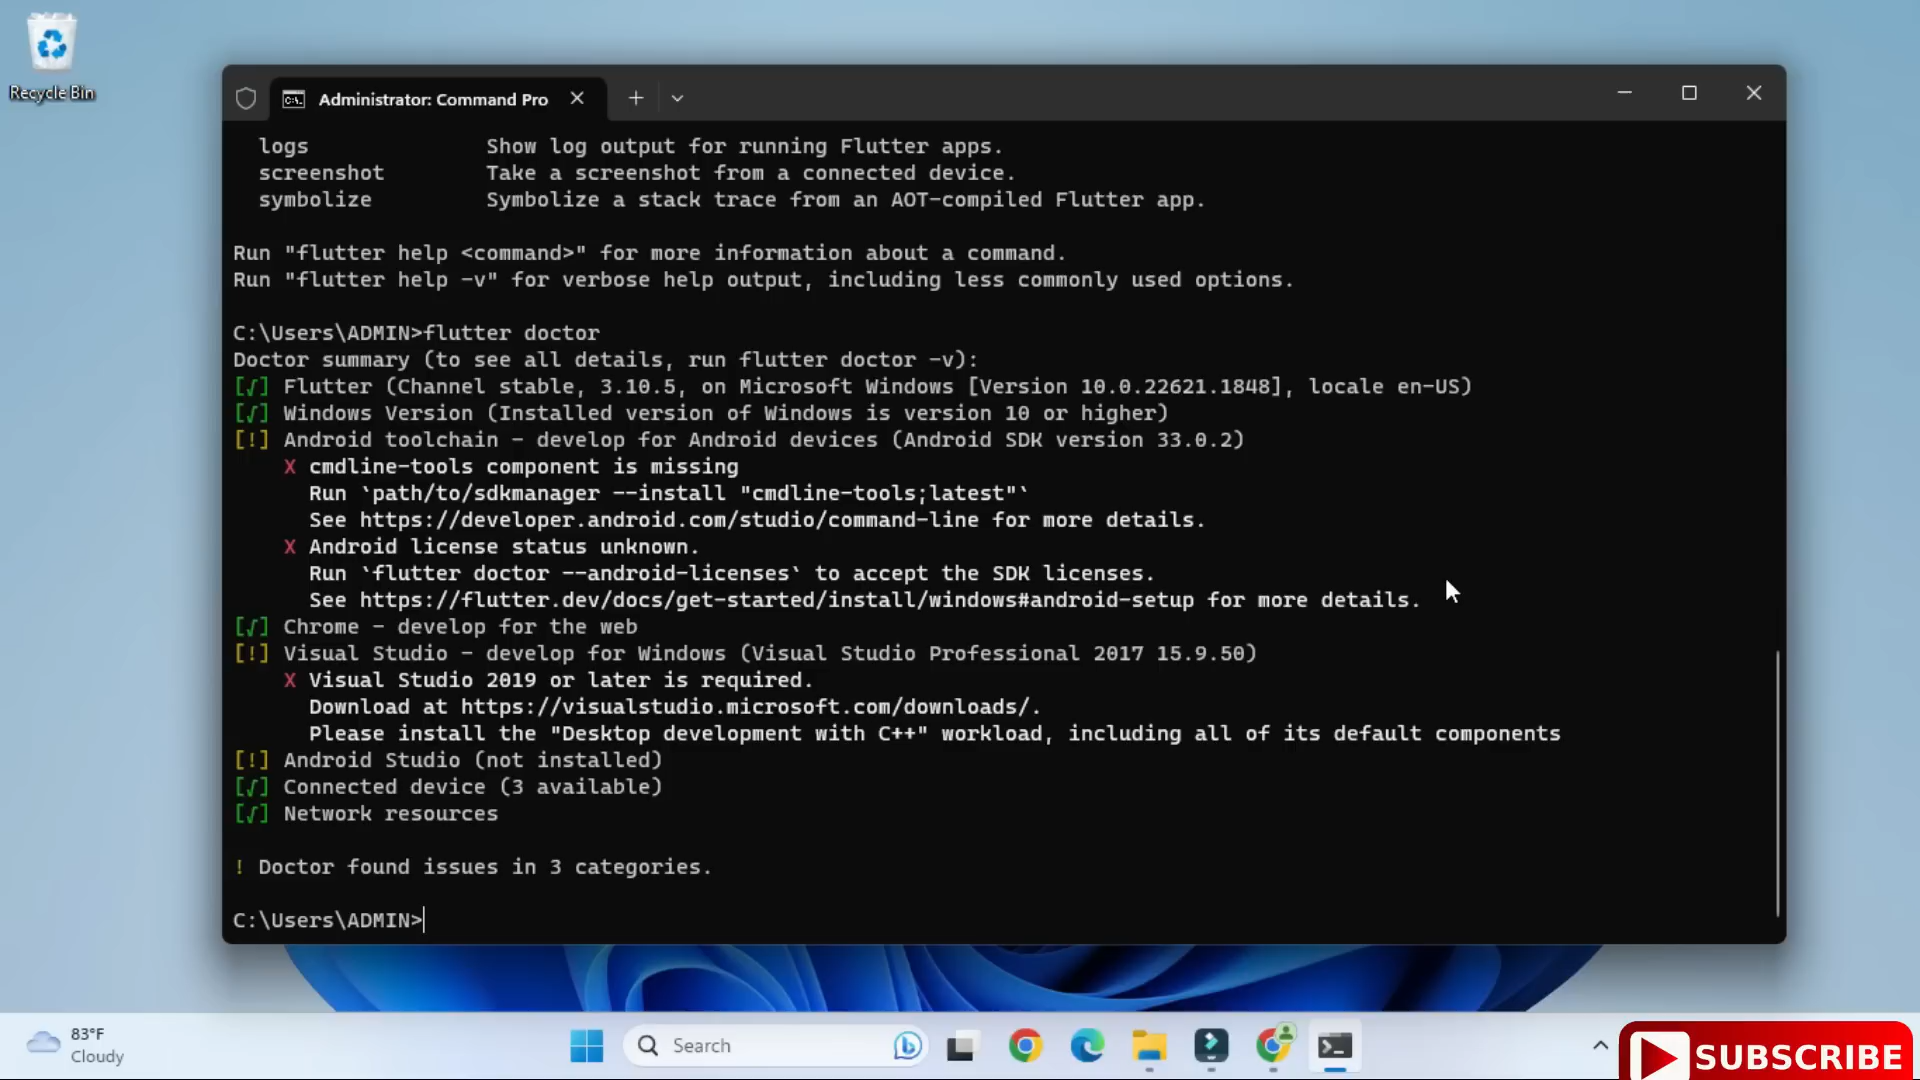 Recycle Bin
Administrator: Command Pro
logs Show log output for running Flutter apps.
screenshot Take a screenshot from a connected device.
symbolize Symbolize a stack trace from an AOT-compiled Flutter app.
Run "flutter help <command>" for more information about a command.
Run "flutter help -v" for verbose help output, including less commonly used options.
C:\Users\ADMIN>flutter doctor
Doctor summary (to see all details, run flutter doctor -v):
[√] Flutter (Channel stable, 3.10.5, on Microsoft Windows [Version 10.0.22621.1848], locale en-US)
[√] Windows Version (Installed version of Windows is version 10 or higher)
[!] Android toolchain - develop for Android devices (Android SDK version 33.0.2)
X cmdline-tools component is missing
Run `path/to/sdkmanager --install "cmdline-tools;latest"`
See https://developer.android.com/studio/command-line for more details.
X Android license status unknown.
Run `flutter doctor --android-licenses` to accept the SDK licenses.
See https://flutter.dev/docs/get-started/install/windows#android-setup for more details.
[√] Chrome - develop for the web
[!] Visual Studio - develop for Windows (Visual Studio Professional 2017 15.9.50)
X Visual Studio 2019 or later is required.
Download at https://visualstudio.microsoft.com/downloads/.
Please install the "Desktop development with C++" workload, including all of its default components
[!] Android Studio (not installed)
[√] Connected device (3 available)
[√] Network resources
! Doctor found issues in 3 categories.
C:\Users\ADMIN>
83°F
Cloudy
Search
SUBSCRIBE